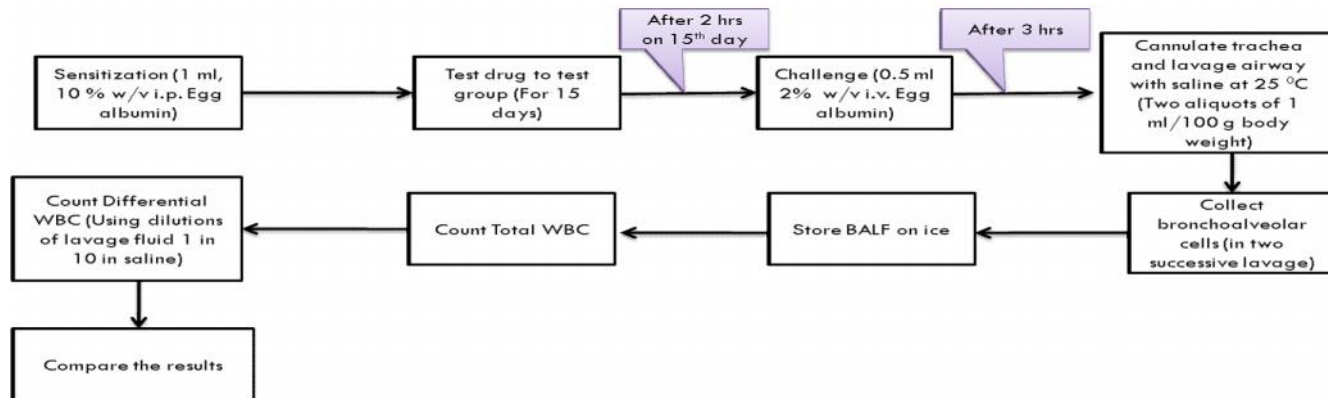 After 2 hrs
on 15th day
After 3 hrs
Sensitization (1 ml,
10 % w/v i.p. Egg
albumin)
Test drug to test
group (For 15
days)
Challenge (0.5 ml
2% w/v i.v. Egg
albumin)
Cannulate trachea
and lavage airway
with saline at 25 °C
(Two aliquots of 1
ml/100 g body
weight)
Collect
bronchoalveolar
cells (in two
successive lavage)
Store BALF on ice
Count Total WBC
Count Differential
WBC (Using dilutions
of lavage fluid 1 in
10 in saline)
Compare the results